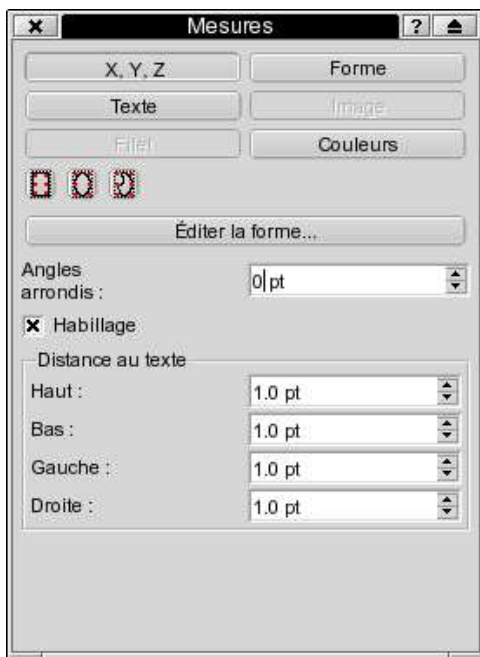 Mesures ?
X, Y, Z Forme
Texte Image
Filet Couleurs
Éditer la forme...
Angles
arrondis : 0 pt
Habillage
Distance au texte
Haut : 1.0 pt
Bas : 1.0 pt
Gauche : 1.0 pt
Droite : 1.0 pt